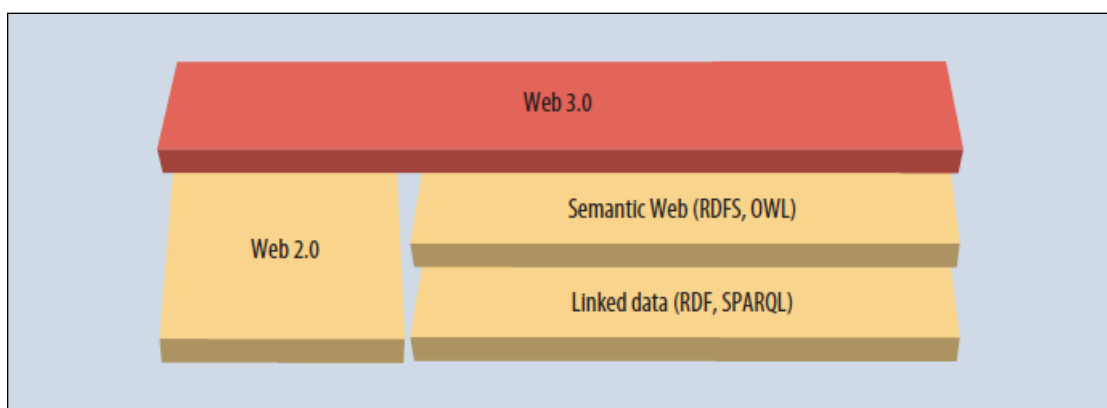 Web 3.0
Semantic Web (RDFS, OWL)
Web 2.0
Linked data (RDF, SPARQL)